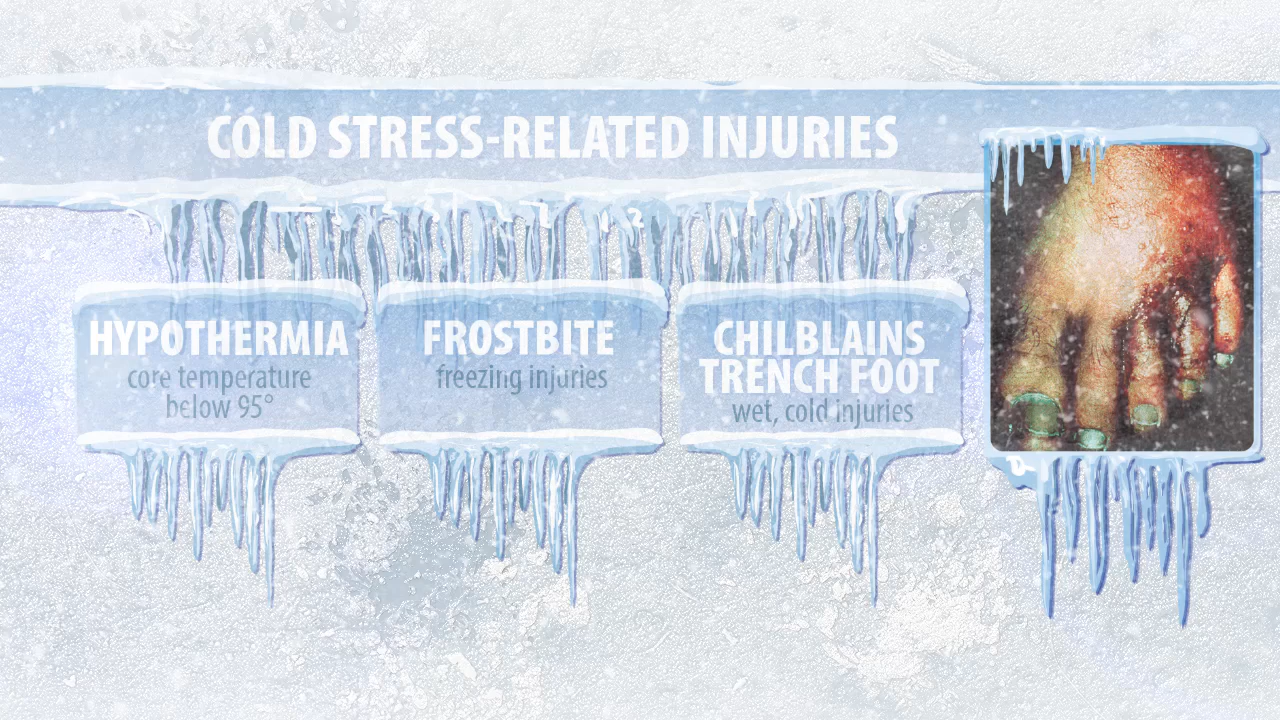 COLD STRESS-RELATED INJURIES
HYPOTHERMIA
core temperature
below 95°
FROSTBITE
freezing injuries
CHILBLAINS
TRENCH FOOT
wet, cold injuries